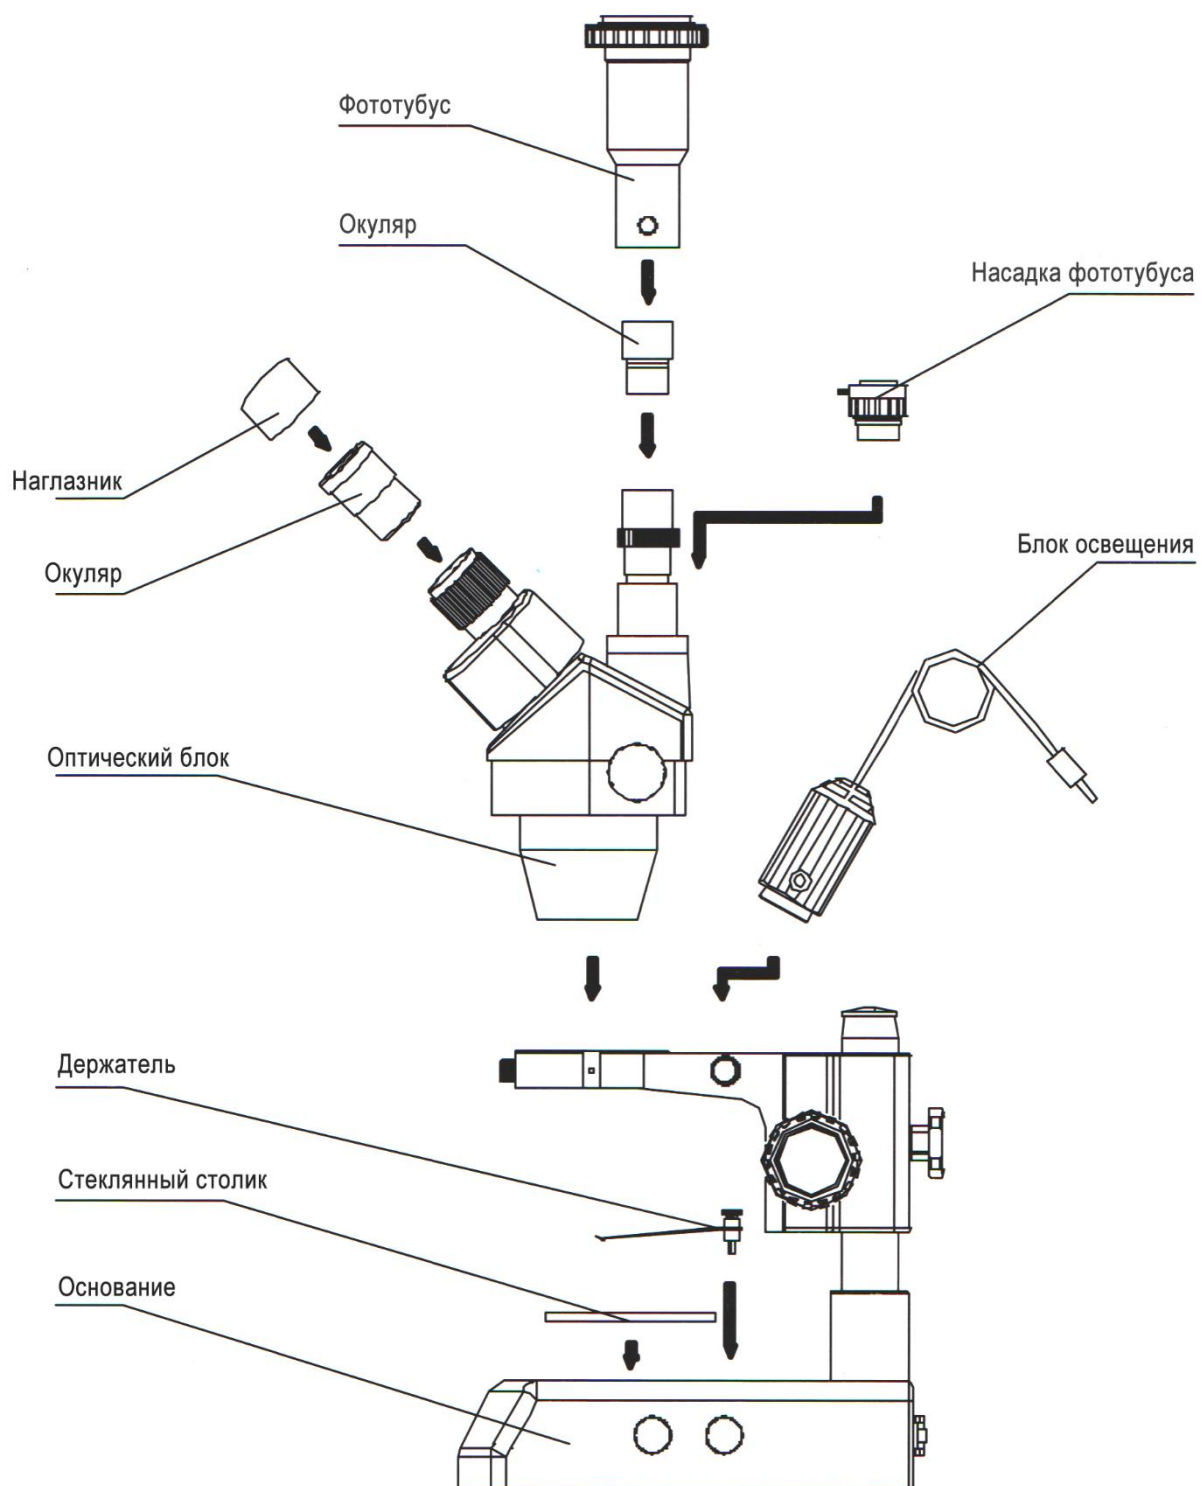 Фототубус
Окуляр
Насадка фототубуса
Наглазник
Блок освещения
Окуляр
Оптический блок
Держатель
Стеклянный столик
Основание